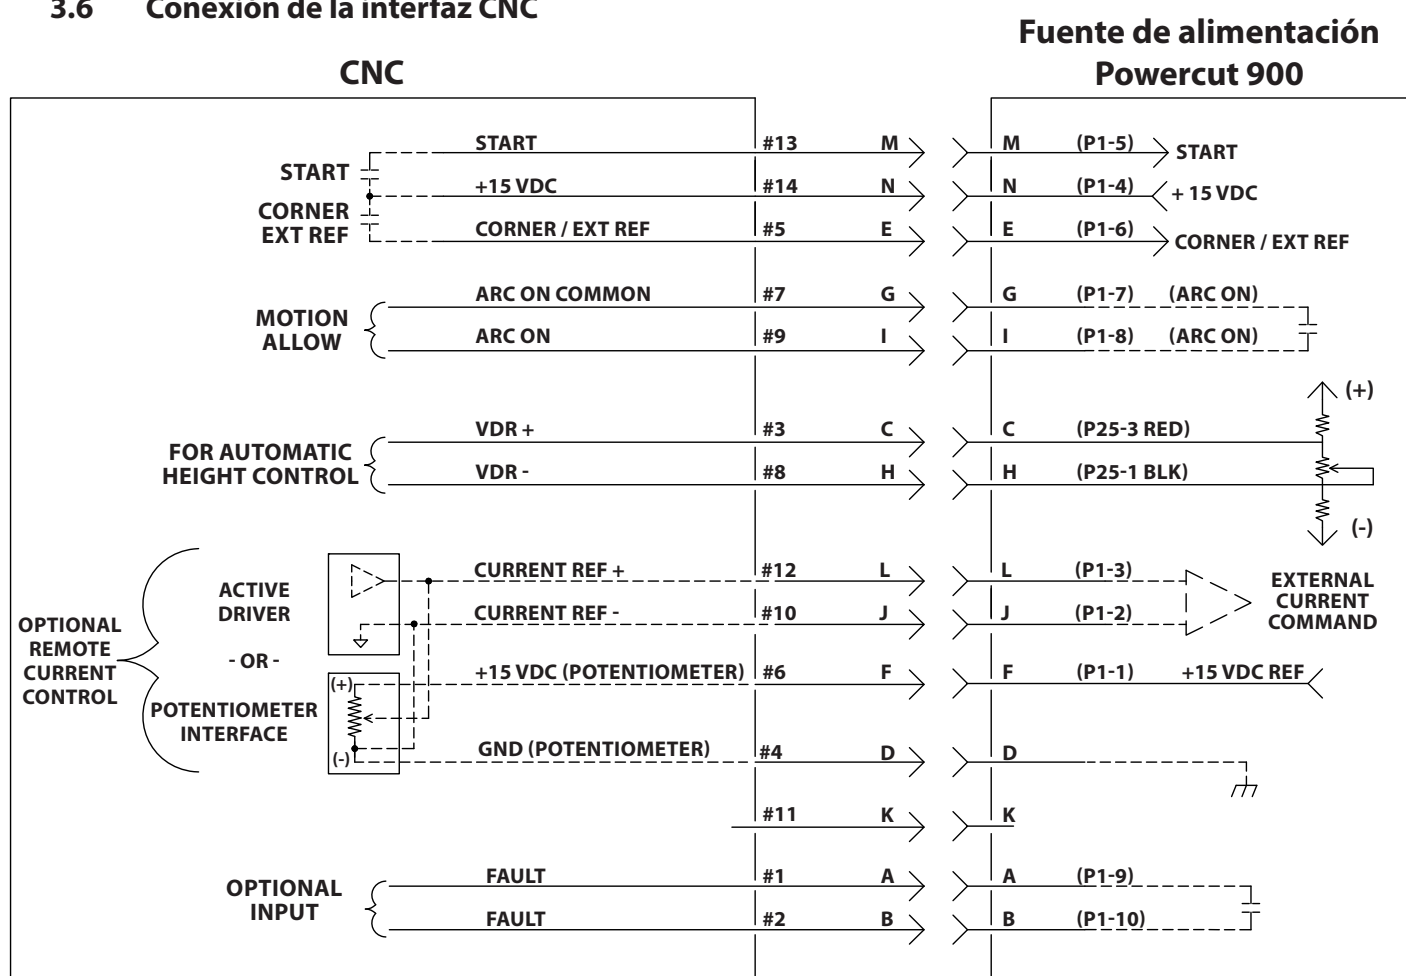 3.6 Conexión de la interfaz CNC
Fuente de alimentación
Powercut 900
CNC
START #13 M M (P1-5) START
START
+15 VDC #14 N N (P1-4) + 15 VDC
CORNER
EXT REF
CORNER / EXT REF #5 E E (P1-6) CORNER / EXT REF
ARC ON COMMON #7 G G (P1-7) (ARC ON)
MOTION
ALLOW
ARC ON #9 I I (P1-8) (ARC ON)
(+)
VDR + #3 C C (P25-3 RED)
FOR AUTOMATIC
HEIGHT CONTROL
VDR - #8 H H (P25-1 BLK)
(-)
CURRENT REF + #12 L L (P1-3)
ACTIVE
DRIVER
EXTERNAL
CURRENT
COMMAND
CURRENT REF - #10 J J (P1-2)
OPTIONAL
REMOTE
CURRENT
CONTROL
- OR -
+15 VDC (POTENTIOMETER) #6 F F (P1-1) +15 VDC REF
(+)
POTENTIOMETER
INTERFACE
GND (POTENTIOMETER) #4 D D
(-)
#11 K K
FAULT #1 A A (P1-9)
OPTIONAL
INPUT
FAULT #2 B B (P1-10)